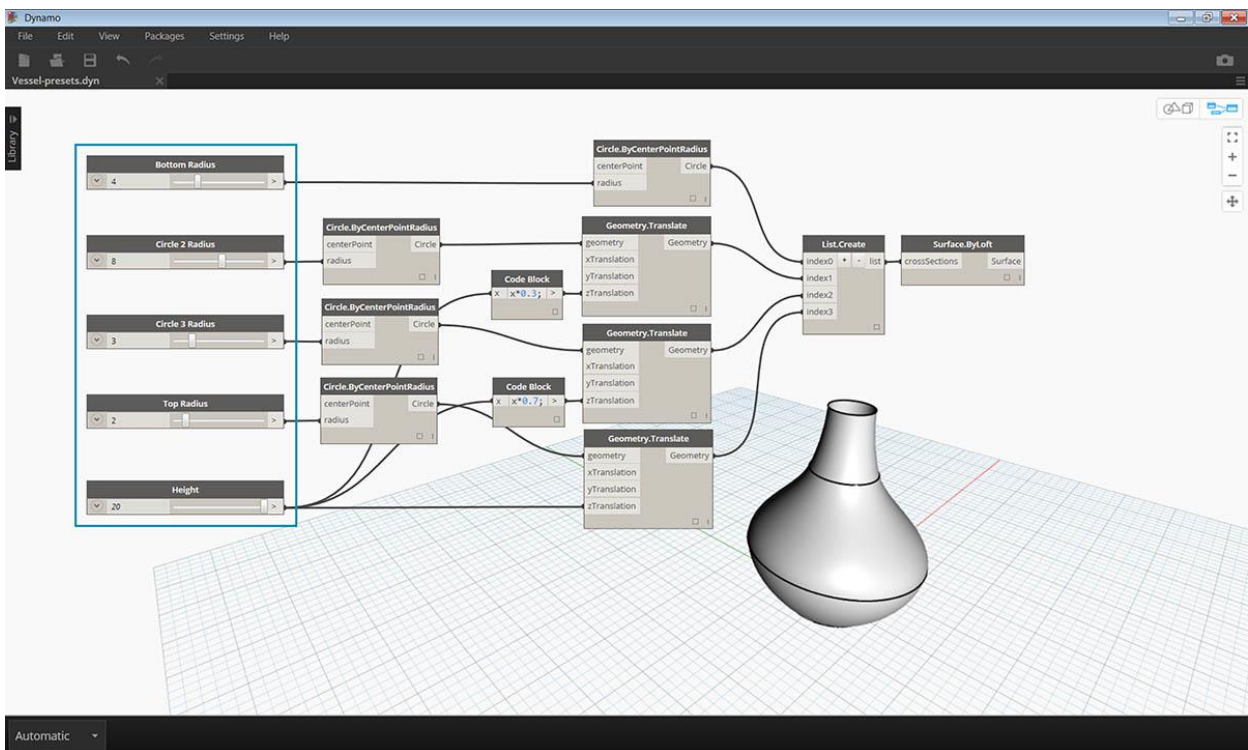 Dynamo
File Edit View Packages Settings Help
Vessel-presets.dyn
Library
Bottom Radius
4 >
Circle 2 Radius
8 >
Circle 3 Radius
3 >
Top Radius
2 >
Height
20 >
Circle.ByCenterPointRadius
centerPoint Circle
radius
Circle.ByCenterPointRadius
centerPoint Circle
radius
Circle.ByCenterPointRadius
centerPoint Circle
radius
Code Block
x x*0.3; >
Code Block
x x*0.7; >
Circle.ByCenterPointRadius
centerPoint Circle
radius
Geometry.Translate
geometry Geometry
xTranslation
yTranslation
zTranslation
Geometry.Translate
geometry Geometry
xTranslation
yTranslation
zTranslation
Geometry.Translate
geometry Geometry
xTranslation
yTranslation
zTranslation
List.Create
index0 + - list
index1
index2
index3
Surface.ByLoft
crossSections Surface
Automatic